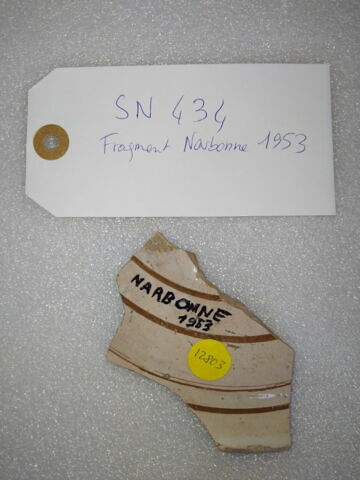 SN 434
Fragment Narbonne 1953
NARBONNE
1953
12803